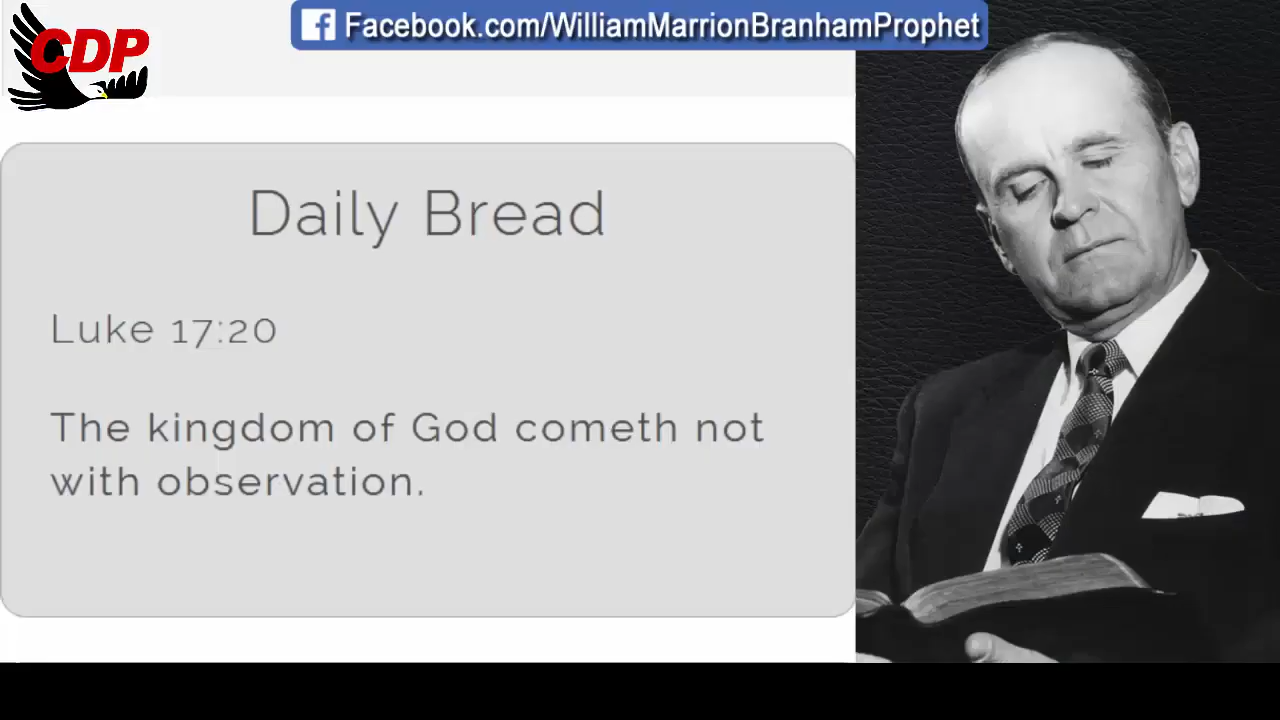 CDP
Facebook.com/WilliamMarrionBranhamProphet
Daily Bread
Luke 17:20
The kingdom of God cometh not
with observation.